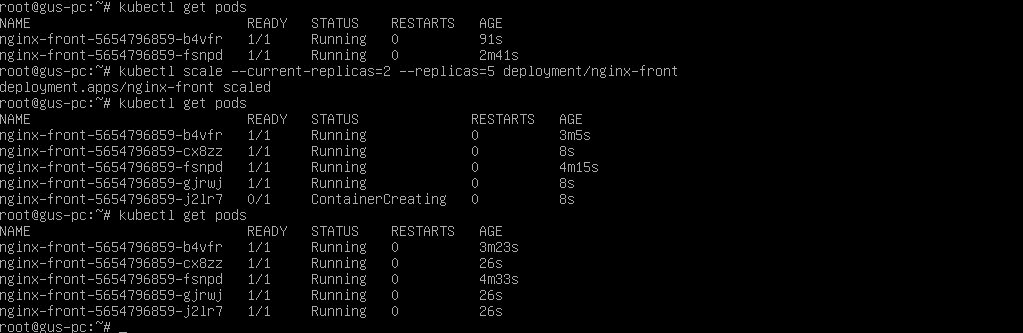 root@gus-pc:~# kubectl get pods
NAME                           READY   STATUS    RESTARTS   AGE
nginx-front-5654796859-b4vfr   1/1     Running   0          91s
nginx-front-5654796859-fsnpd   1/1     Running   0          2m41s
root@gus-pc:~# kubectl scale --current-replicas=2 --replicas=5 deployment/nginx-front
deployment.apps/nginx-front scaled
root@gus-pc:~# kubectl get pods
NAME                           READY   STATUS              RESTARTS   AGE
nginx-front-5654796859-b4vfr   1/1     Running             0          3m5s
nginx-front-5654796859-cx8zz   1/1     Running             0          8s
nginx-front-5654796859-fsnpd   1/1     Running             0          4m15s
nginx-front-5654796859-gjrwj   1/1     Running             0          8s
nginx-front-5654796859-j2lr7   0/1     ContainerCreating   0          8s
root@gus-pc:~# kubectl get pods
NAME                           READY   STATUS    RESTARTS   AGE
nginx-front-5654796859-b4vfr   1/1     Running   0          3m23s
nginx-front-5654796859-cx8zz   1/1     Running   0          26s
nginx-front-5654796859-fsnpd   1/1     Running   0          4m33s
nginx-front-5654796859-gjrwj   1/1     Running   0          26s
nginx-front-5654796859-j2lr7   1/1     Running   0          26s
root@gus-pc:~# _